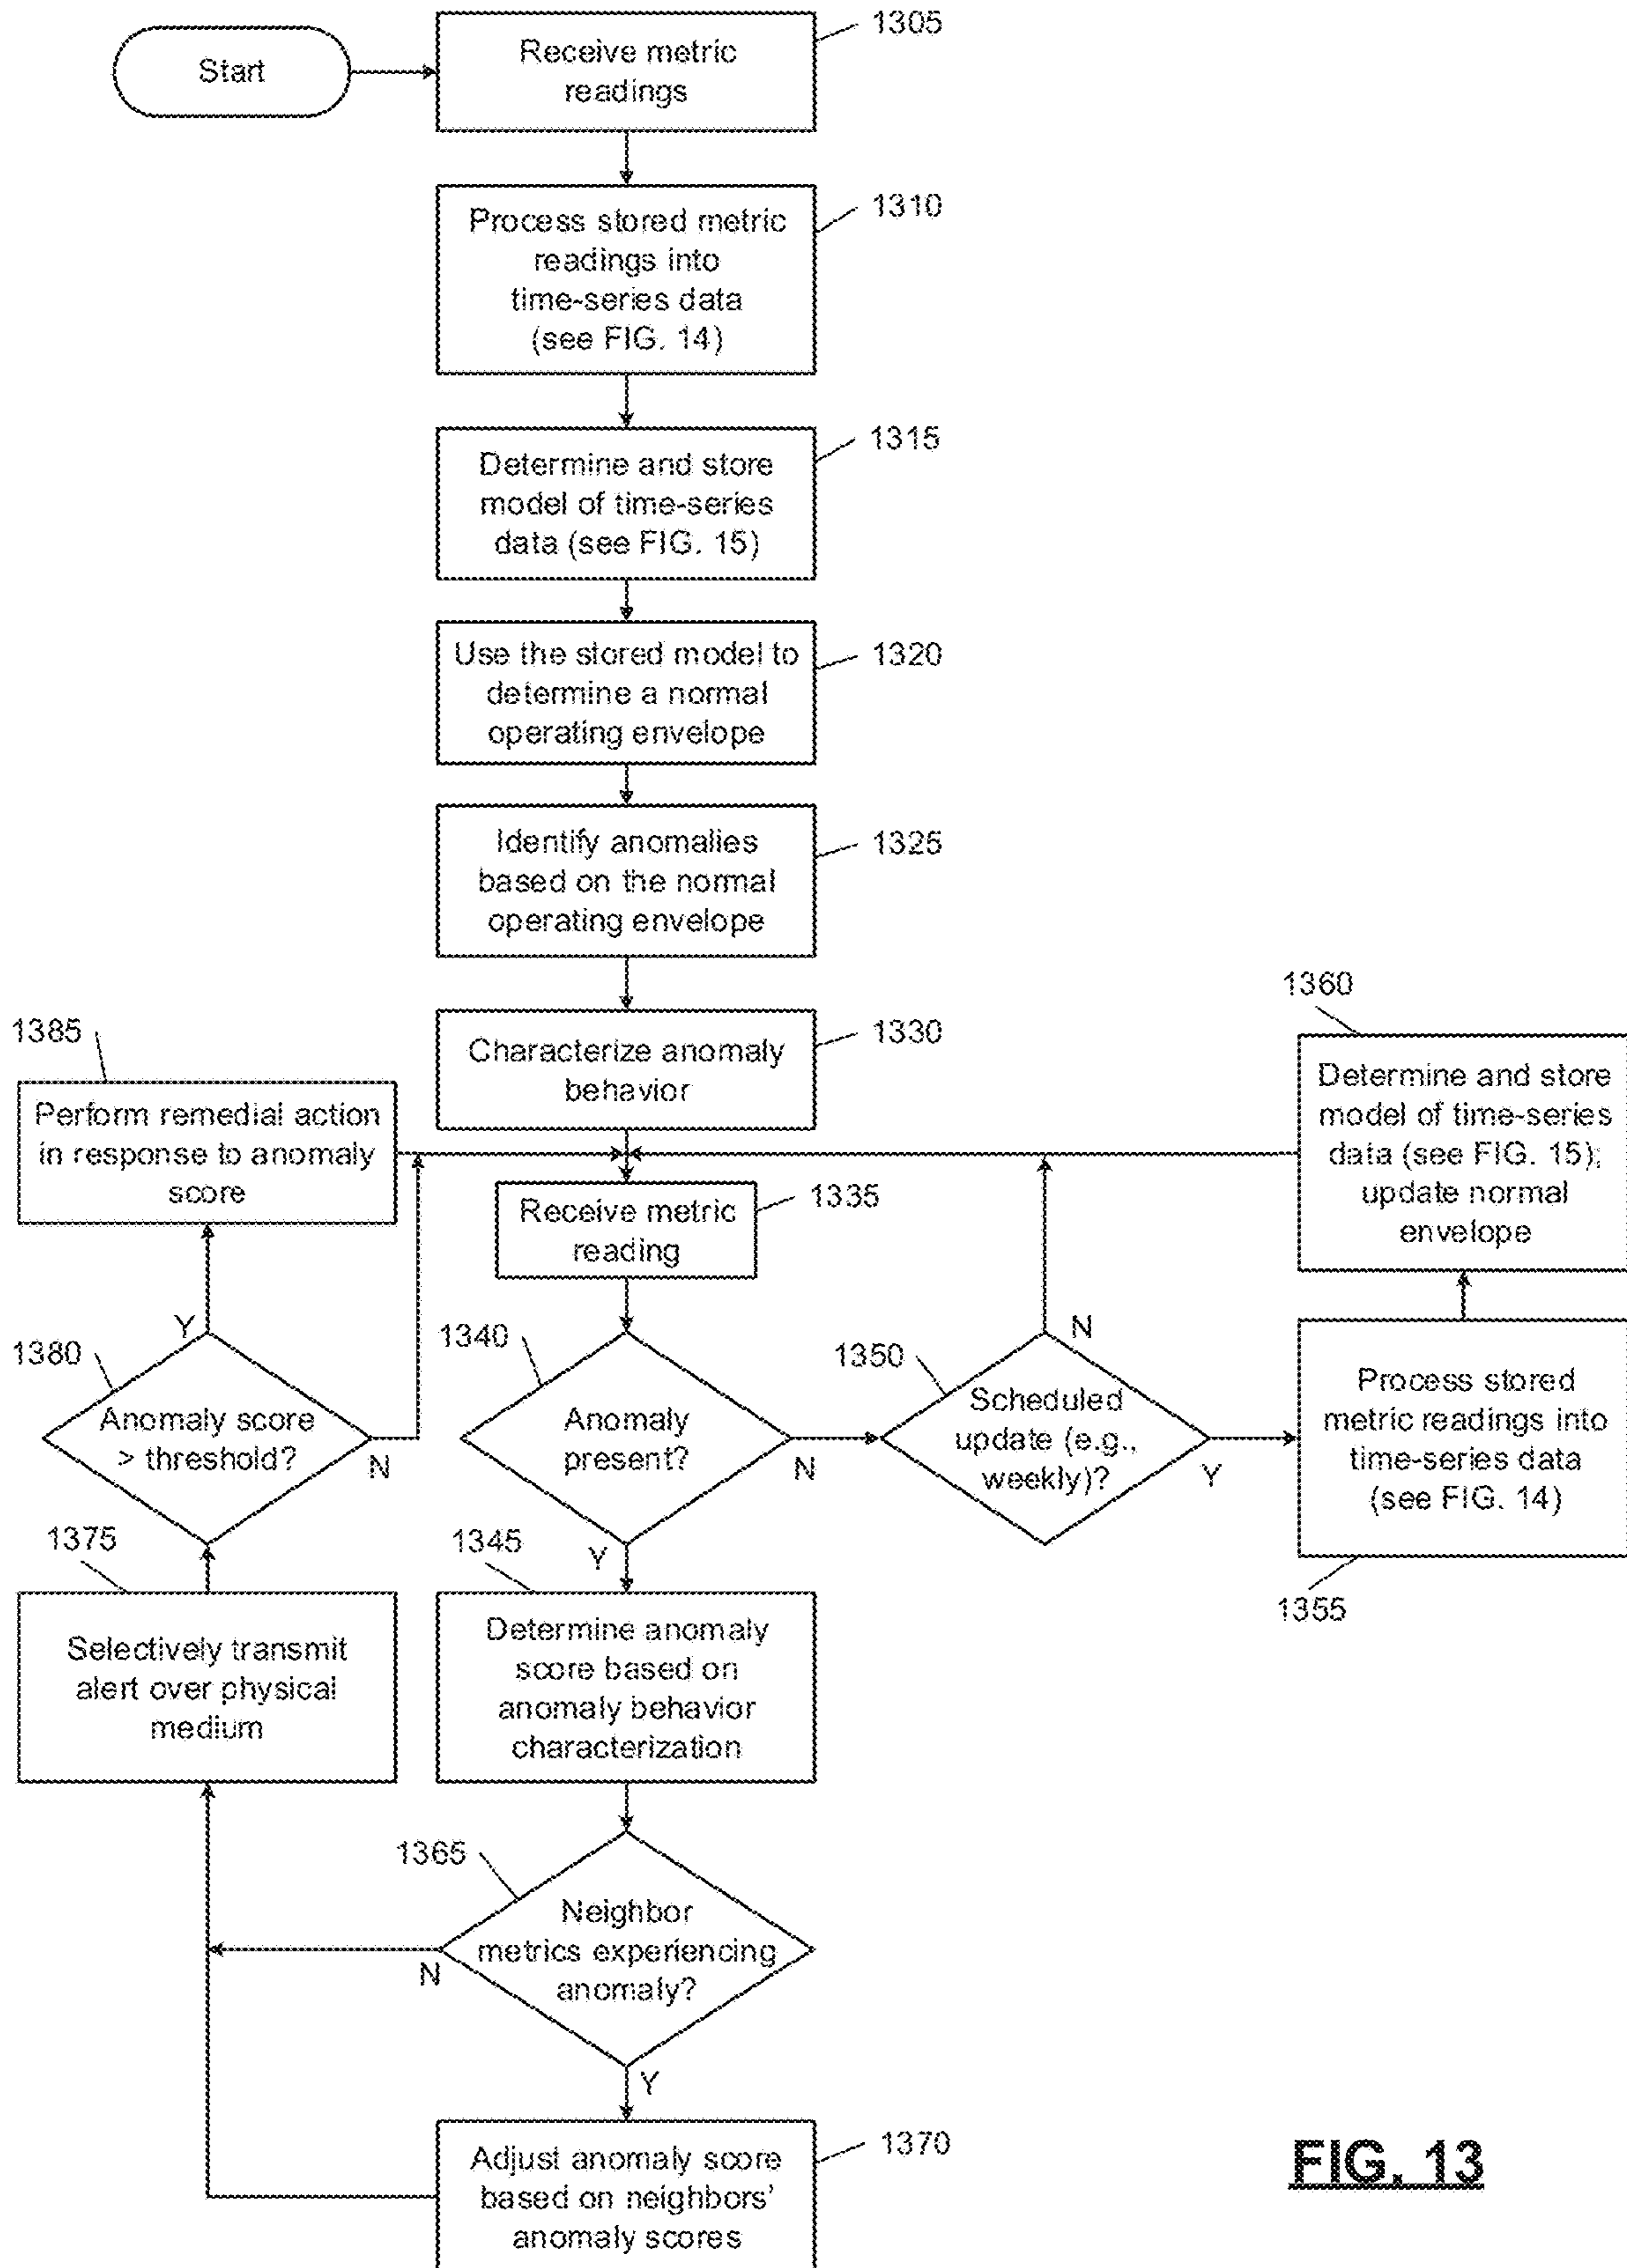 Start
Receive metric
readings
1305
Process stored metric
readings into
time-series data
(see FIG. 14)
1310
Determine and store
model of time-series
data (see FIG. 15)
1315
Use the stored model to
determine a normal
operating envelope
1320
Identify anomalies
based on the normal
operating envelope
1325
Characterize anomaly
behavior
1330
1385
Perform remedial action
in response to anomaly
score
1360
Determine and store
model of time-series
data (see FIG. 15);
update normal
envelope
Receive metric
reading
1335
Y
1380
Anomaly score
> threshold?
N
1340
Anomaly
present?
N
Y
1350
N
Scheduled
update (e.g.,
weekly)?
Y
Process stored
metric readings into
time-series data
(see FIG. 14)
1355
1375
Selectively transmit
alert over physical
medium
1345
Determine anomaly
score based on
anomaly behavior
characterization
1365
Neighbor
metrics experiencing
anomaly?
N
Y
Adjust anomaly score
based on neighbors'
anomaly scores
1370
FIG. 13